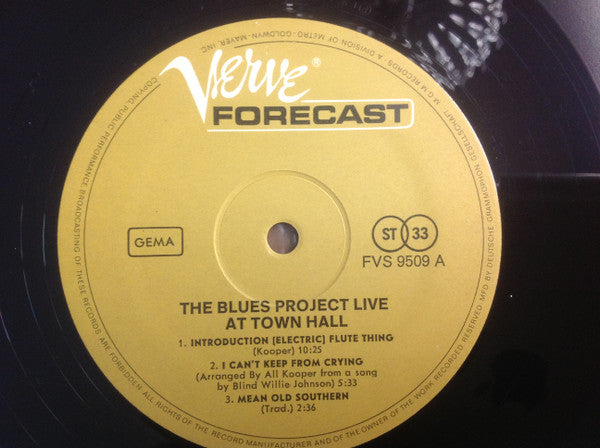 Verve®
FORECAST
GEMA
ST 33
FVS 9509 A
THE BLUES PROJECT LIVE
AT TOWN HALL
1. INTRODUCTION [ELECTRIC] FLUTE THING
(Kooper) 10:25
2. I CAN'T KEEP FROM CRYING
(Arranged By All Kooper from a song
by Blind Willie Johnson) 5:33
3. MEAN OLD SOUTHERN
(Trad.) 2:36
M.G.M. RECORDS A DIVISION OF METRO-GOLDWYN-MAYER, INC.
MFD BY DEUTSCHE GRAMMOPHON GESELLSCHAFT
COPYING, PUBLIC PERFORMANCE BROADCASTING OF THESE RECORDS ARE FORBIDDEN. ALL RIGHTS OF THE RECORD MANUFACTURER AND OF THE OWNER OF THE WORK RECORDED RESERVED.